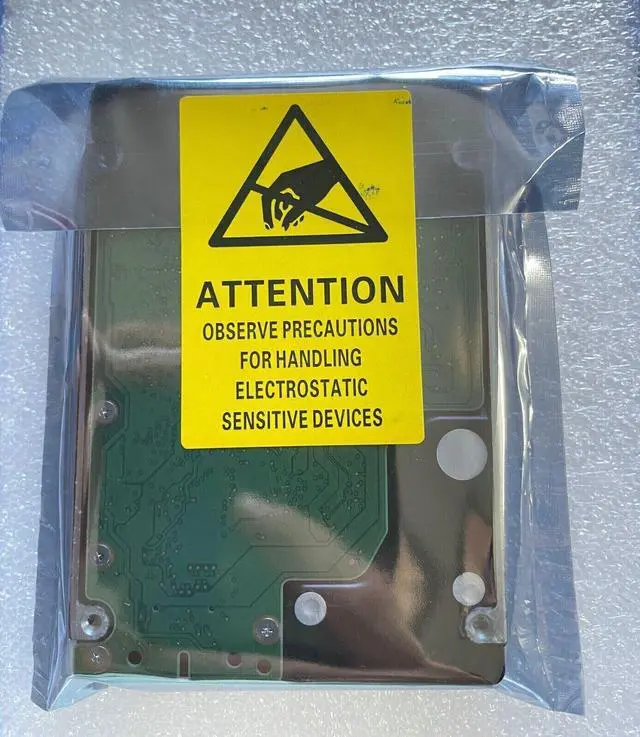 ATTENTION
OBSERVE PRECAUTIONS
FOR HANDLING
ELECTROSTATIC
SENSITIVE DEVICES